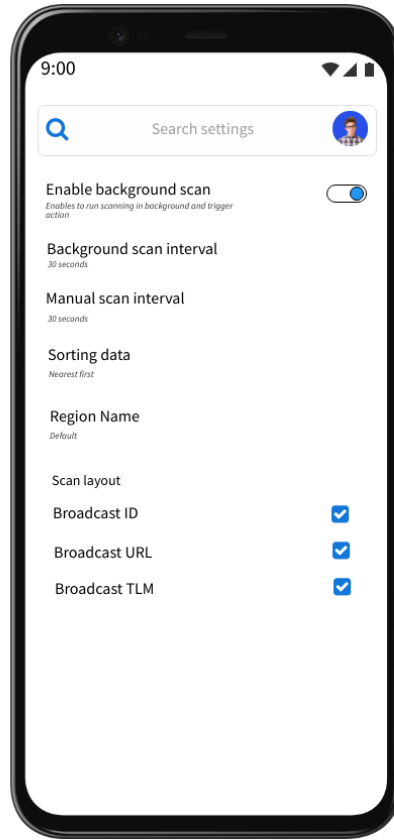 9:00
Search settings
Enable background scan
Enables to run scanning in background and trigger
action
Background scan interval
30 seconds
Manual scan interval
30 seconds
Sorting data
Nearest first
Region Name
Default
Scan layout
Broadcast ID
Broadcast URL
Broadcast TLM